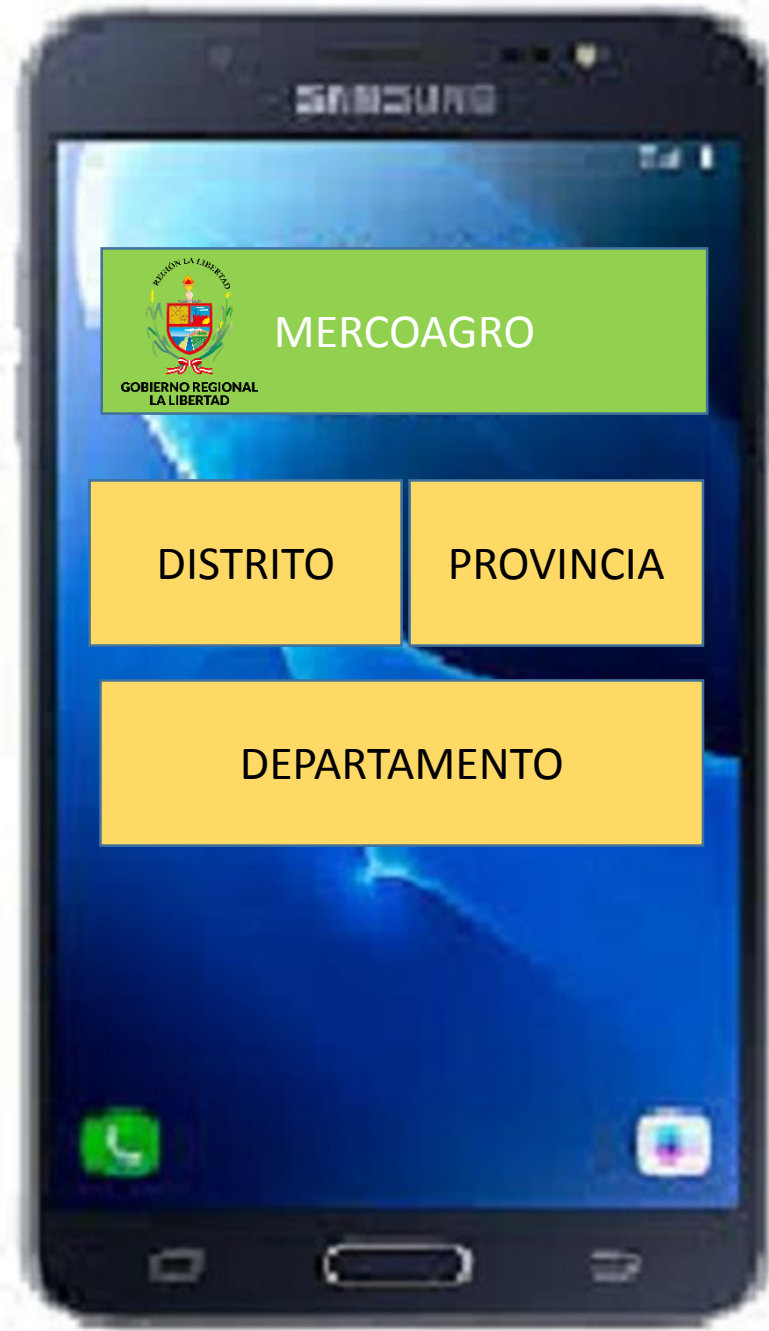 SAMSUNG
REGIÓN LA LIBERTAD
MERCOAGRO
GOBIERNO REGIONAL
LA LIBERTAD
DISTRITO PROVINCIA
DEPARTAMENTO